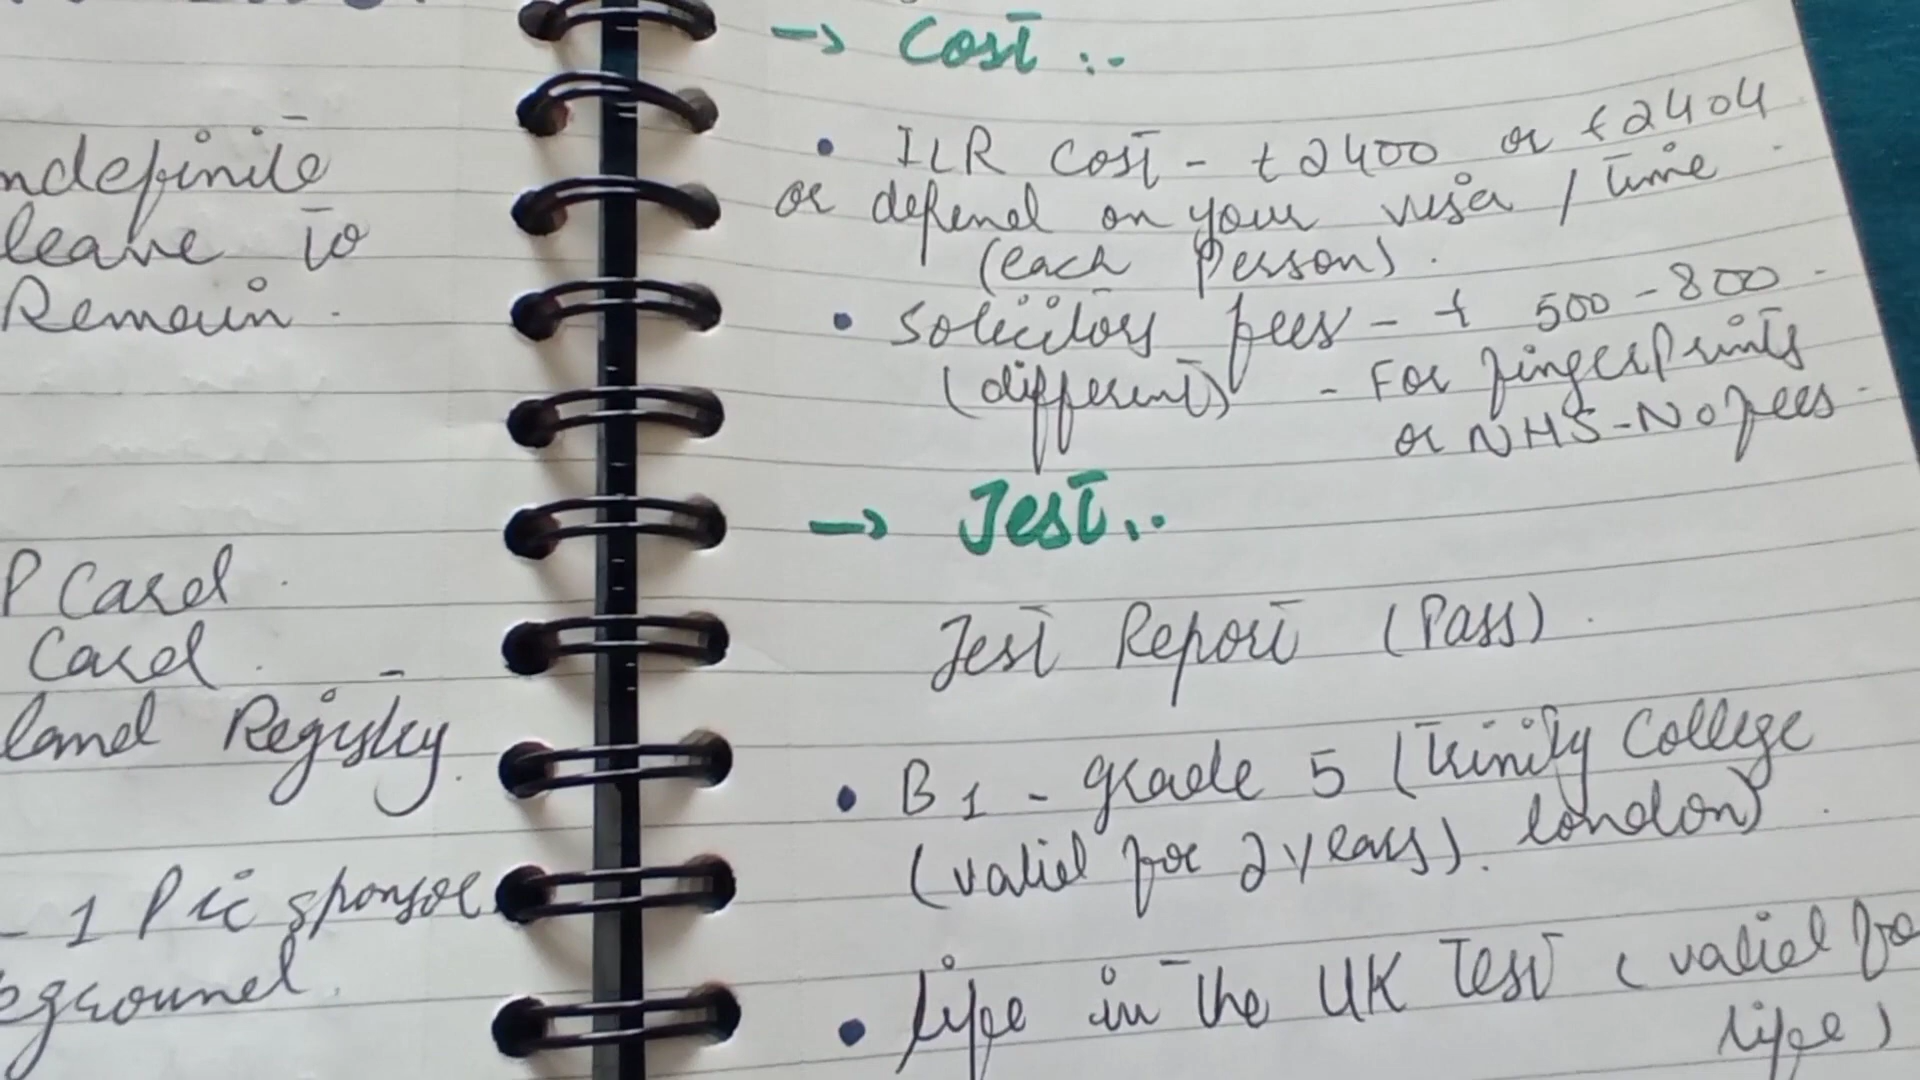 ndefinite
leave to
Remain.
P Card.
Card.
land Registry.
- 1 Pic sponsor
ground.
→ Cost :-
• ILR Cost - £2400 or £2404
or depend on your visa / time.
(each Person).
• Solicitors fees - £ 500 - 800.
(different) - For fingerprints
or NHS - No fees.
→ Test :-
Test Report (Pass).
• B1 - grade 5 (Trinity College
(valid for 2 years). london).
• life in the UK Test (valid fo
life)